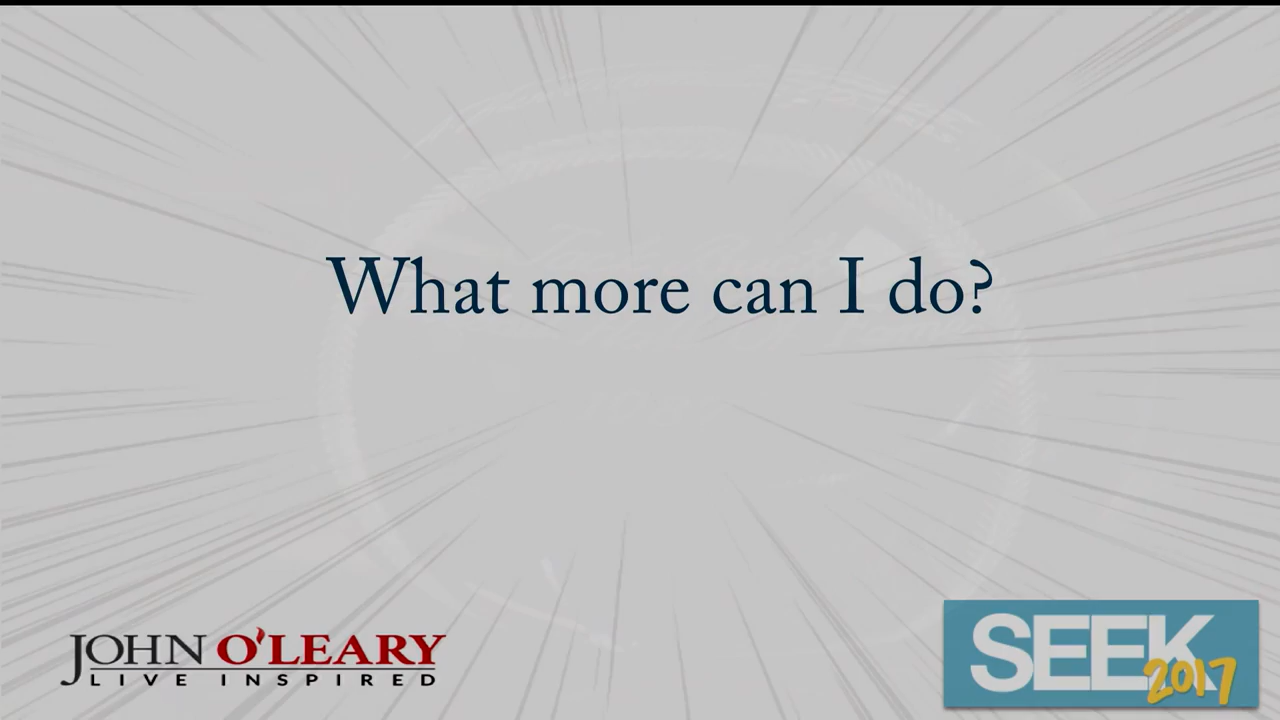 What more can I do?
JOHN O'LEARY
LIVE INSPIRED
SEEK
2017